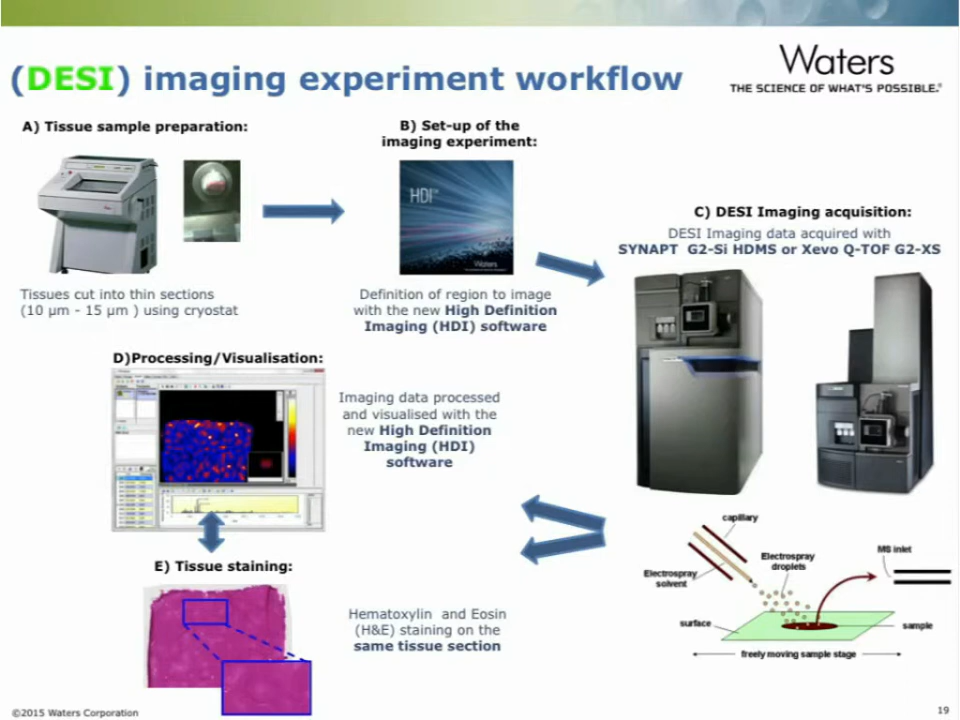 (DESI) imaging experiment workflow
Waters
THE SCIENCE OF WHAT'S POSSIBLE.®
A) Tissue sample preparation:
Tissues cut into thin sections
(10 µm - 15 µm ) using cryostat
B) Set-up of the
imaging experiment:
HDI™
Waters
Definition of region to image
with the new High Definition
Imaging (HDI) software
C) DESI Imaging acquisition:
DESI Imaging data acquired with
SYNAPT G2-Si HDMS or Xevo Q-TOF G2-XS
D)Processing/Visualisation:
Imaging data processed
and visualised with the
new High Definition
Imaging (HDI)
software
capillary
Electrospray
solvent
Electrospray
droplets
MS inlet
surface
sample
freely moving sample stage
E) Tissue staining:
Hematoxylin and Eosin
(H&E) staining on the
same tissue section
©2015 Waters Corporation
19